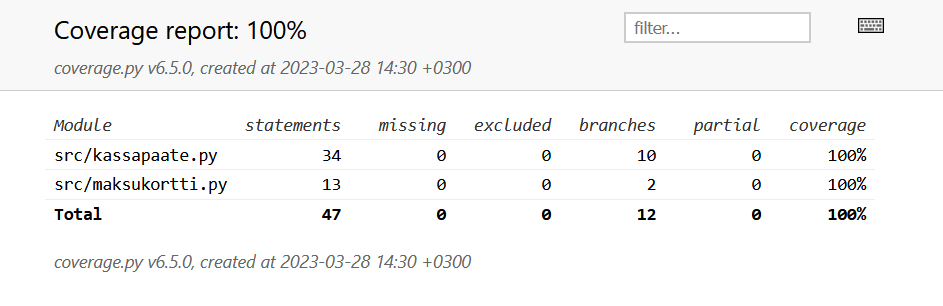 Coverage report: 100%
filter...
coverage.py v6.5.0, created at 2023-03-28 14:30 +0300
Module statements missing excluded branches partial coverage
src/kassapaate.py 34 0 0 10 0 100%
src/maksukortti.py 13 0 0 2 0 100%
Total 47 0 0 12 0 100%
coverage.py v6.5.0, created at 2023-03-28 14:30 +0300